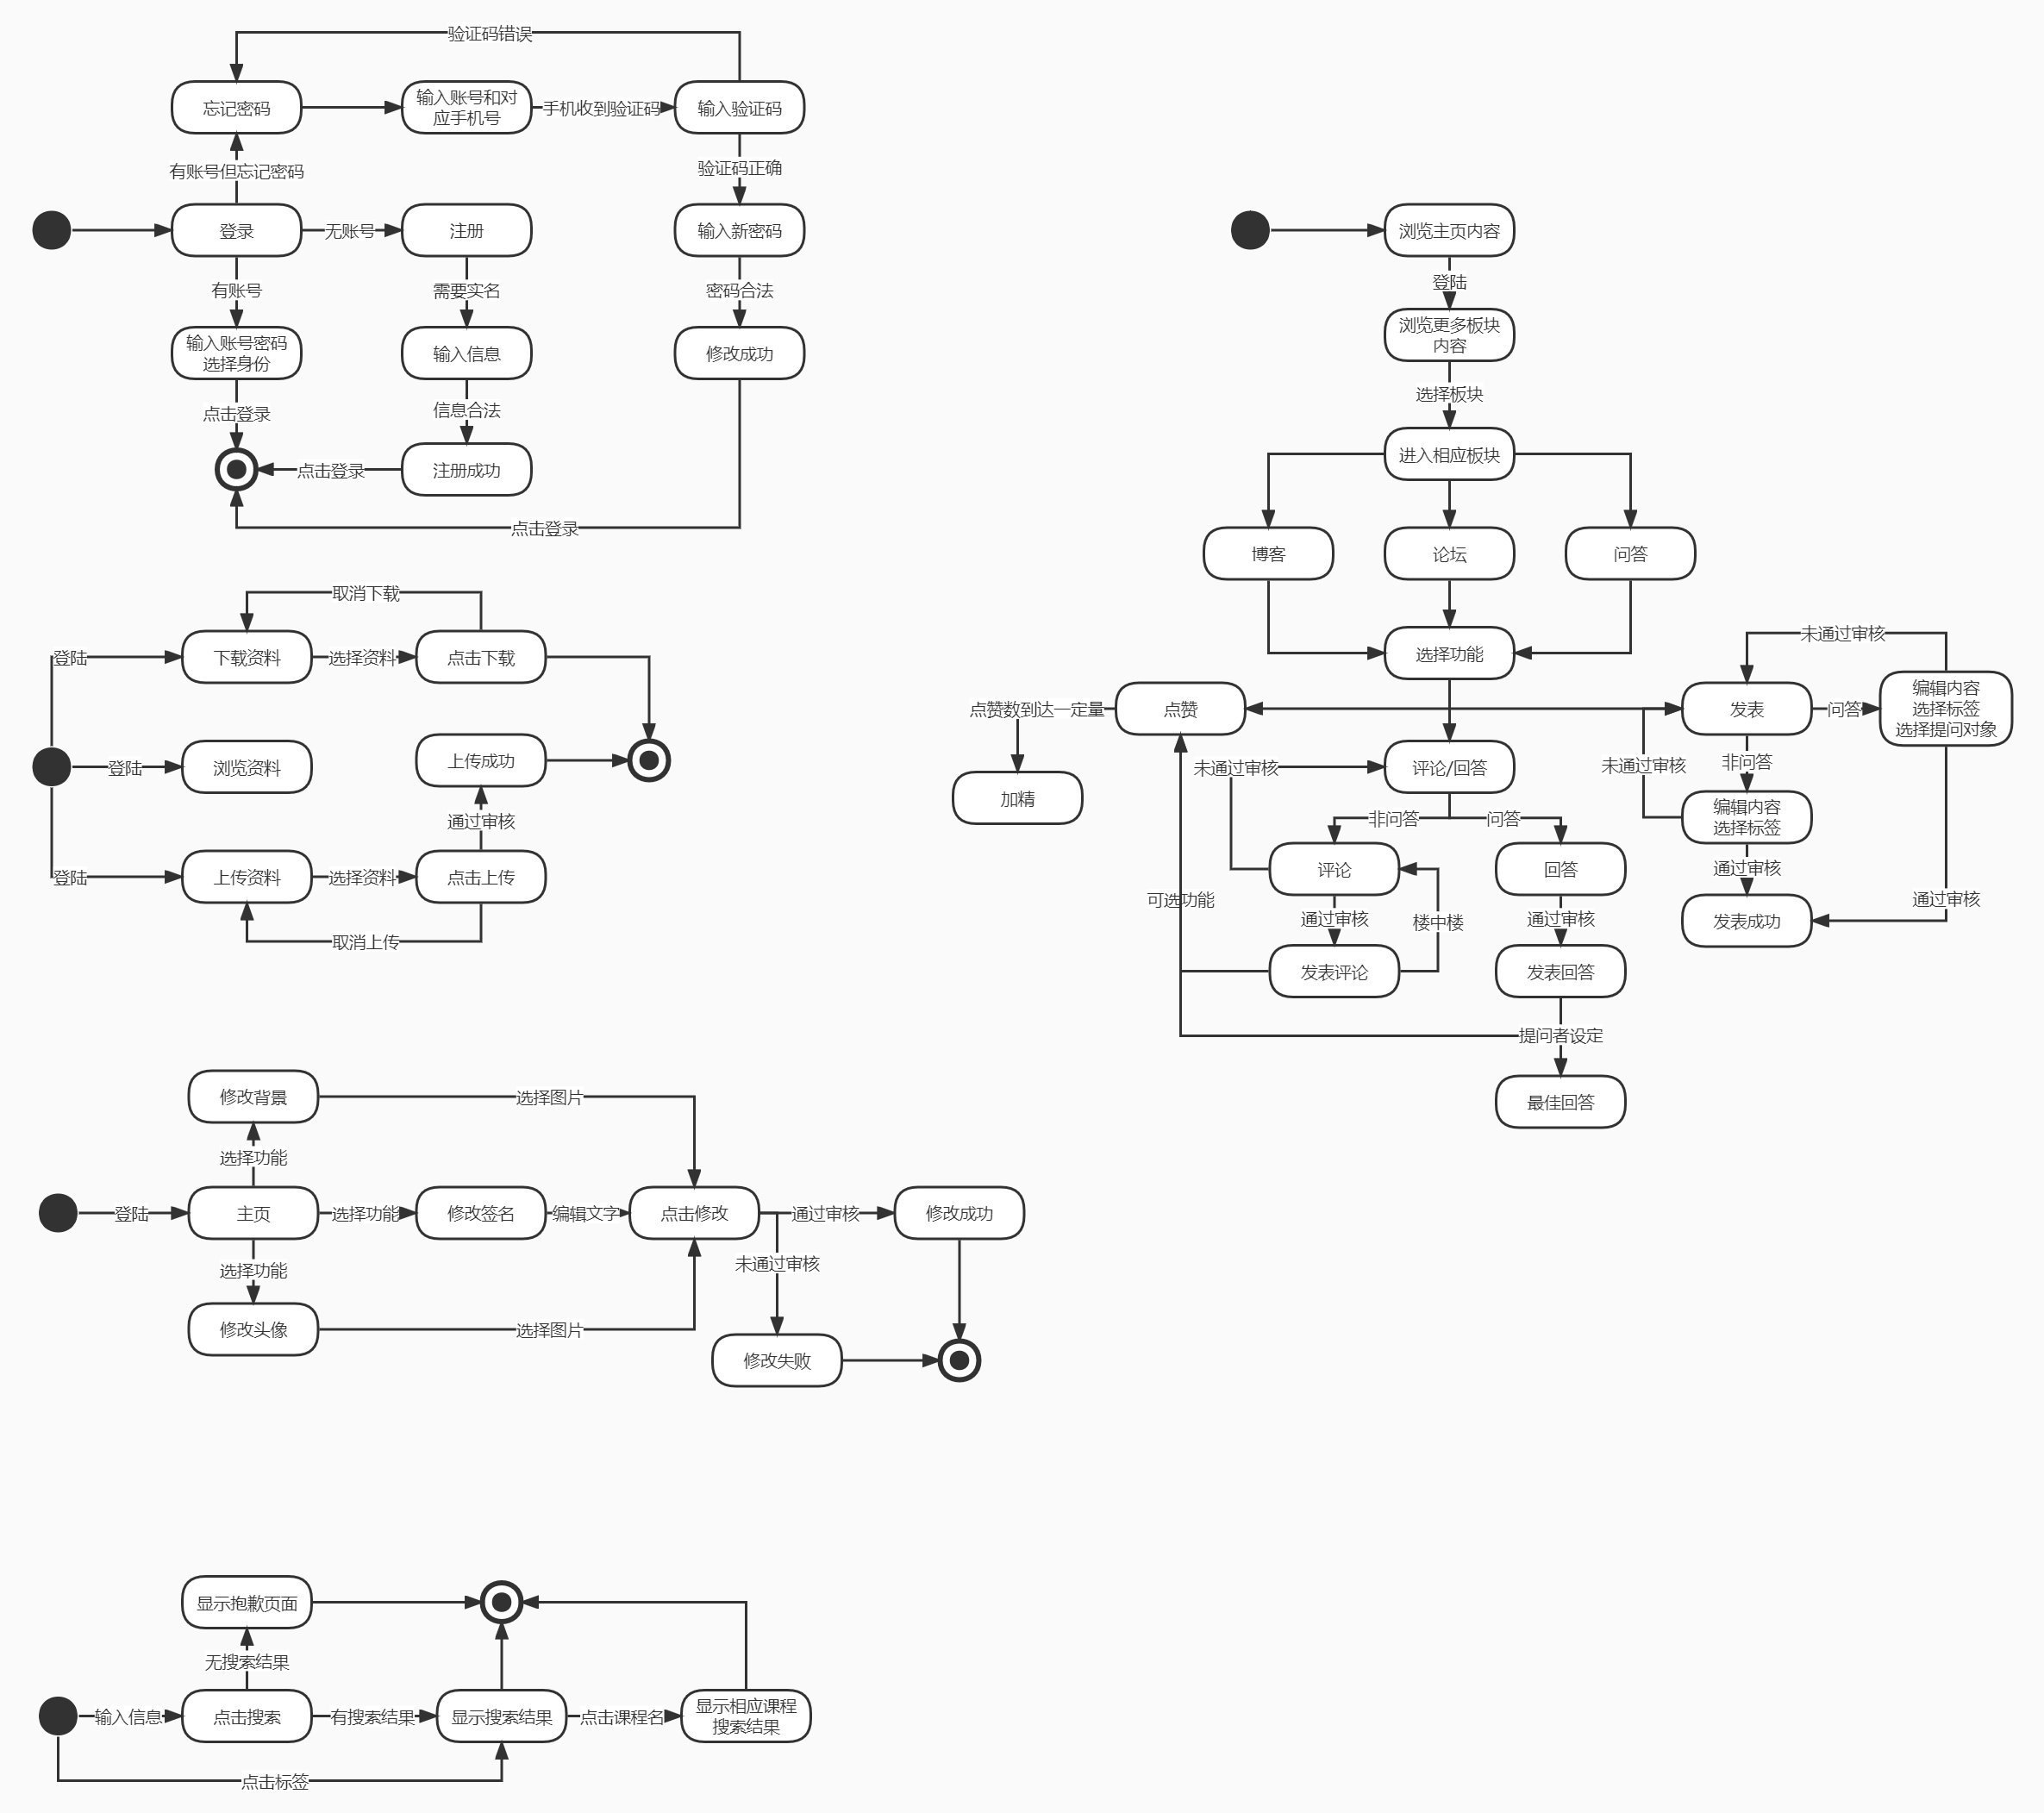 验证码错误
忘记密码
输入账号和对
应手机号
手机收到验证码
输入验证码
有账号但忘记密码
验证码正确
登录
无账号
注册
输入新密码
有账号
需要实名
密码合法
输入账号密码
选择身份
输入信息
修改成功
点击登录
信息合法
点击登录
注册成功
点击登录
取消下载
登陆
下载资料
选择资料
点击下载
登陆
浏览资料
上传成功
通过审核
登陆
上传资料
选择资料
点击上传
取消上传
浏览主页内容
登陆
浏览更多板块
内容
选择板块
进入相应板块
博客
论坛
问答
选择功能
未通过审核
点赞数到达一定量
点赞
发表
问答
编辑内容
选择标签
选择提问对象
加精
未通过审核
评论/回答
未通过审核
非问答
非问答
问答
编辑内容
选择标签
评论
回答
通过审核
可选功能
通过审核
楼中楼
通过审核
通过审核
发表成功
发表评论
发表回答
提问者设定
最佳回答
修改背景
选择图片
选择功能
登陆
主页
选择功能
修改签名
编辑文字
点击修改
通过审核
修改成功
选择功能
未通过审核
修改头像
选择图片
修改失败
显示抱歉页面
无搜索结果
输入信息
点击搜索
有搜索结果
显示搜索结果
点击课程名
显示相应课程
搜索结果
点击标签